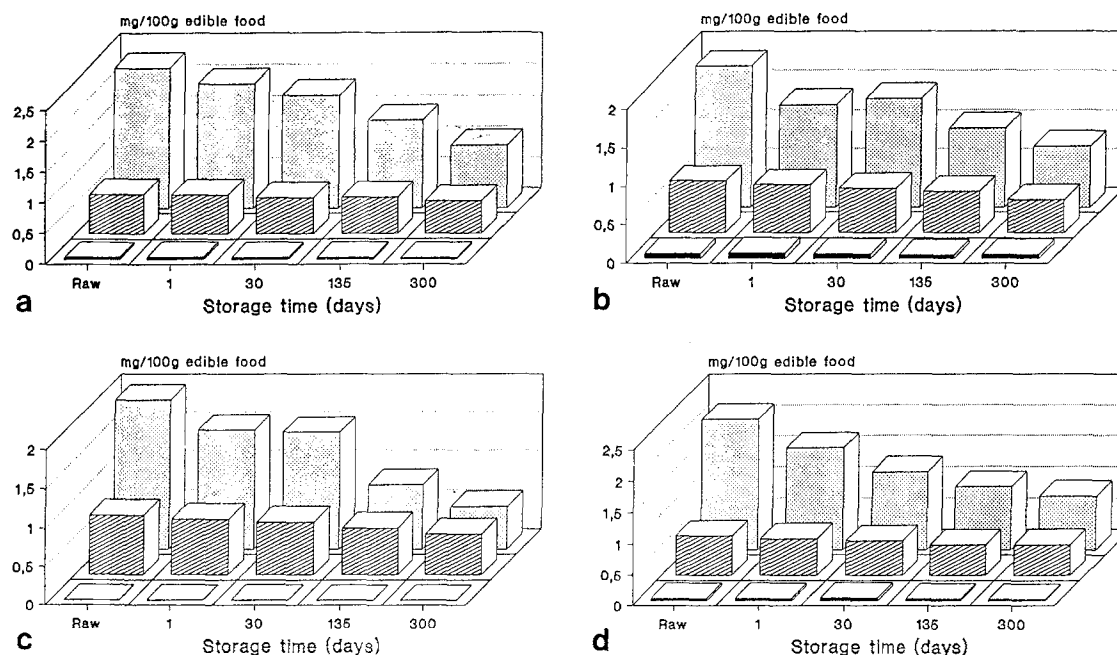 mg/100g edible food
2,5
2
1,5
1
0,5
0
Raw 1 30 135 300
a Storage time (days)
mg/100g edible food
2
1,5
1
0,5
0
Raw 1 30 135 300
b Storage time (days)
mg/100g edible food
2
1,5
1
0,5
0
Raw 1 30 135 300
c Storage time (days)
mg/100g edible food
2,5
2
1,5
1
0,5
0
Raw 1 30 135 300
d Storage time (days)